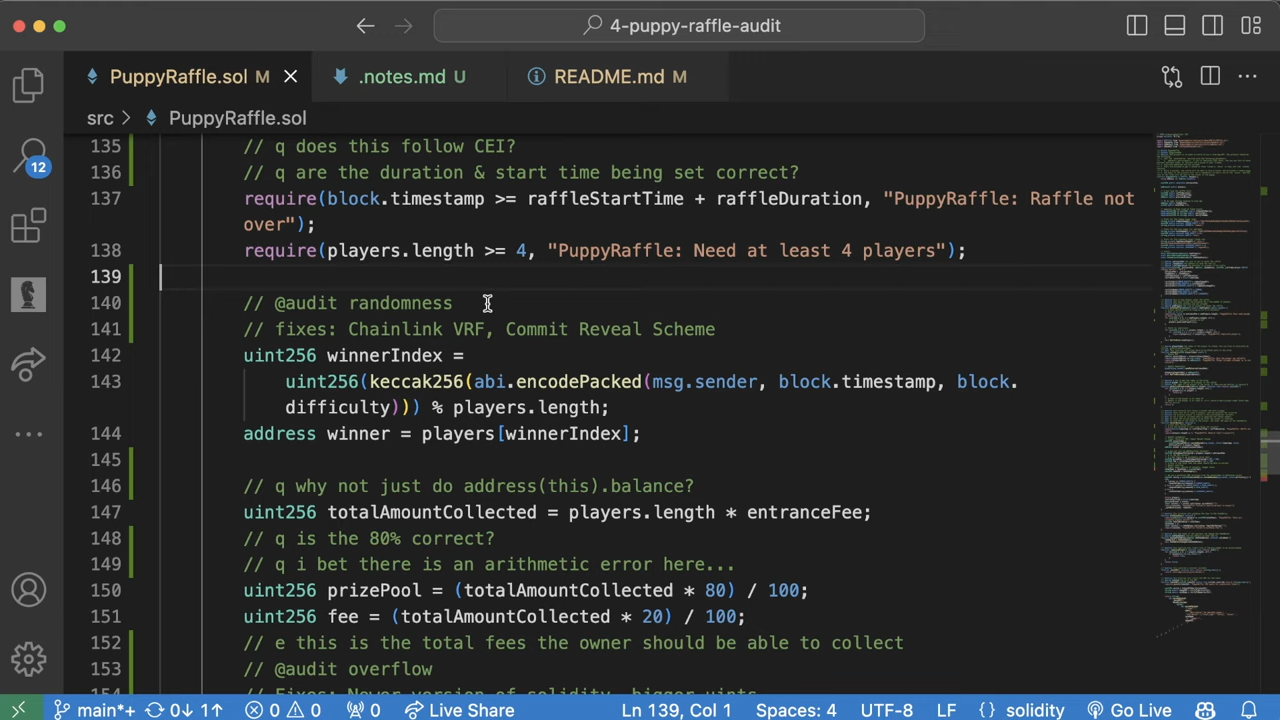 4-puppy-raffle-audit
PuppyRaffle.sol M
.notes.md U
README.md M
src > PuppyRaffle.sol
135 // q does this follow CEI?
136 // q are the duration & start time being set correct?
137 require(block.timestamp >= raffleStartTime + raffleDuration, "PuppyRaffle: Raffle not
over");
138 require(players.length >= 4, "PuppyRaffle: Need at least 4 players");
139
140 // @audit randomness
141 // fixes: Chainlink VRF, Commit Reveal Scheme
142 uint256 winnerIndex =
143 uint256(keccak256(abi.encodePacked(msg.sender, block.timestamp, block.
difficulty))) % players.length;
144 address winner = players[winnerIndex];
145
146 // q why not just do address(this).balance?
147 uint256 totalAmountCollected = players.length * entranceFee;
148 // q is the 80% correct?
149 // q i bet there is an arithmetic error here...
150 uint256 prizePool = (totalAmountCollected * 80) / 100;
151 uint256 fee = (totalAmountCollected * 20) / 100;
152 // e this is the total fees the owner should be able to collect
153 // @audit overflow
154 // Fixes: Newer version of solidity, bigger uints
12
main*+ 0↓ 1↑ 0 0 0 Live Share Ln 139, Col 1 Spaces: 4 UTF-8 LF {} solidity Go Live